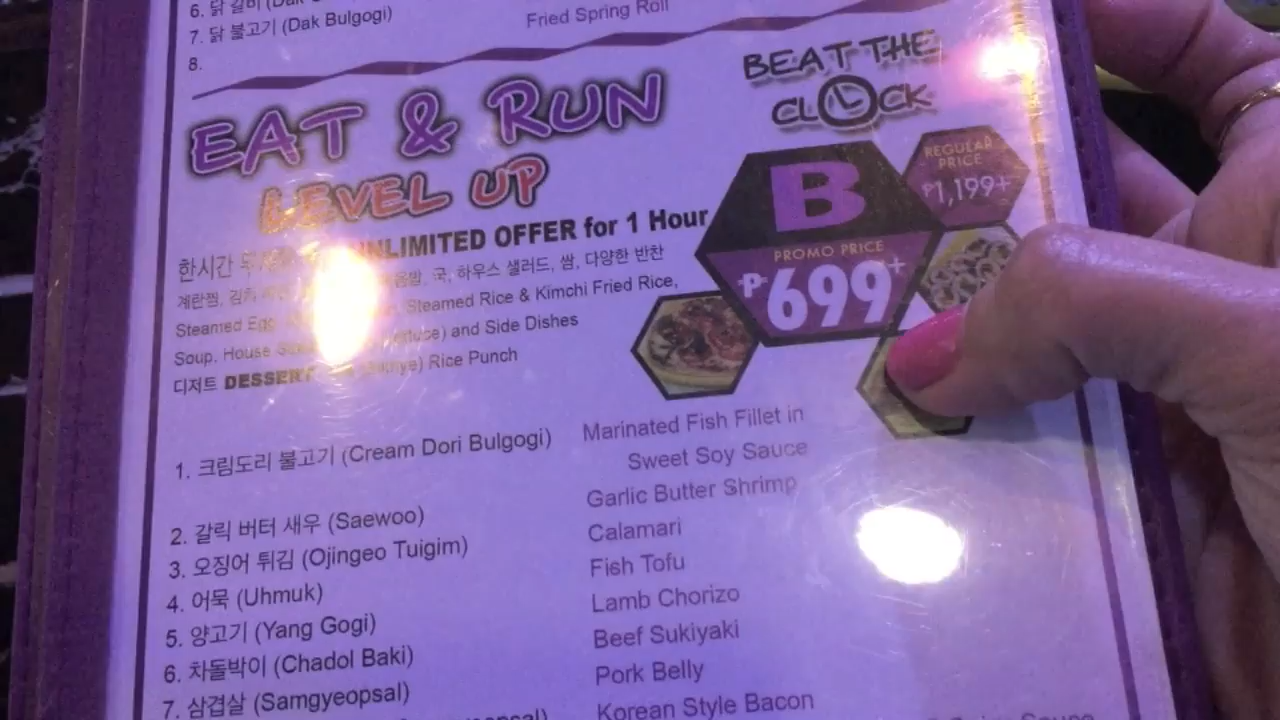 6. 닭 갈비
7. 닭 불고기 (Dak Bulgogi)
Fried Spring Roll
8.
EAT & RUN
LEVEL UP
BEAT THE
CLOCK
B
PROMO PRICE
₱699+
REGULAR
PRICE
₱1,199+
한시간
UNLIMITED OFFER for 1 Hour
계란찜, 김치 국, 하우스 샐러드, 쌈, 다양한 반찬
Steamed Egg Steamed Rice & Kimchi Fried Rice,
Soup, House and Side Dishes
디저트 DESSERT Rice Punch
1. 크림도리 불고기 (Cream Dori Bulgogi)
Marinated Fish Fillet in
Sweet Soy Sauce
2. 갈릭 버터 새우 (Saewoo)
Garlic Butter Shrimp
3. 오징어 튀김 (Ojingeo Tuigim)
Calamari
4. 어묵 (Uhmuk)
Fish Tofu
5. 양고기 (Yang Gogi)
Lamb Chorizo
6. 차돌박이 (Chadol Baki)
Beef Sukiyaki
7. 삼겹살 (Samgyeopsal)
Pork Belly
Korean Style Bacon
Sauce